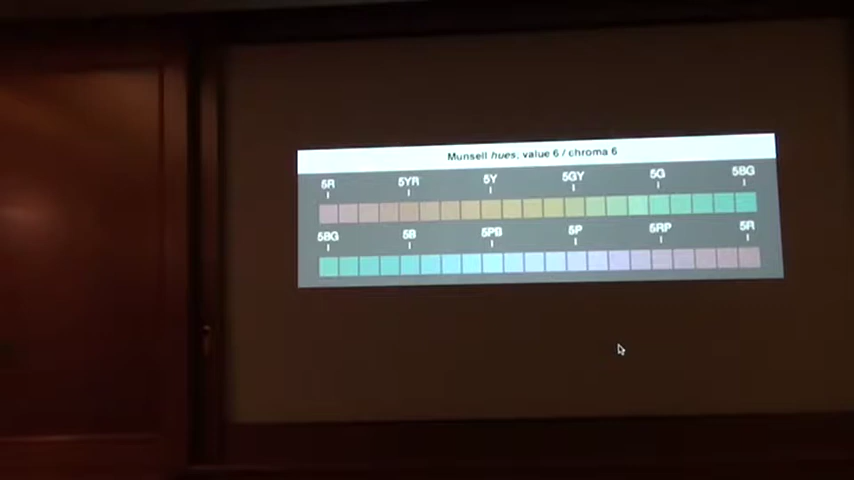 Munsell hues, value 6 / chroma 6
5R 5YR 5Y 5GY 5G 5BG
5BG 5B 5PB 5P 5RP 5R